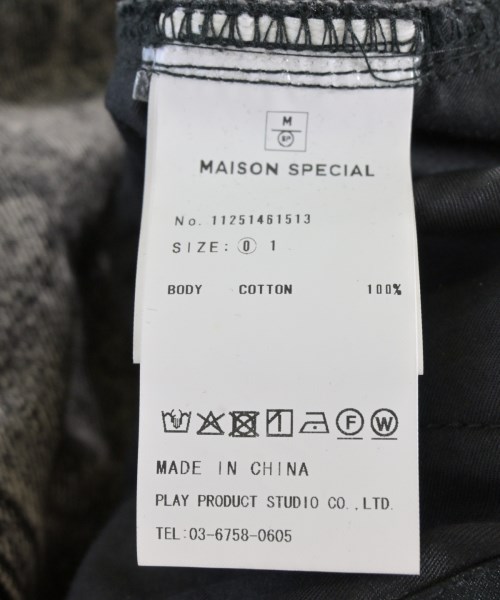 M
SP
MAISON SPECIAL
No. 11251461513
SIZE: 0 1
BODY COTTON 100%
F W
MADE IN CHINA
PLAY PRODUCT STUDIO CO.,LTD.
TEL:03-6758-0605